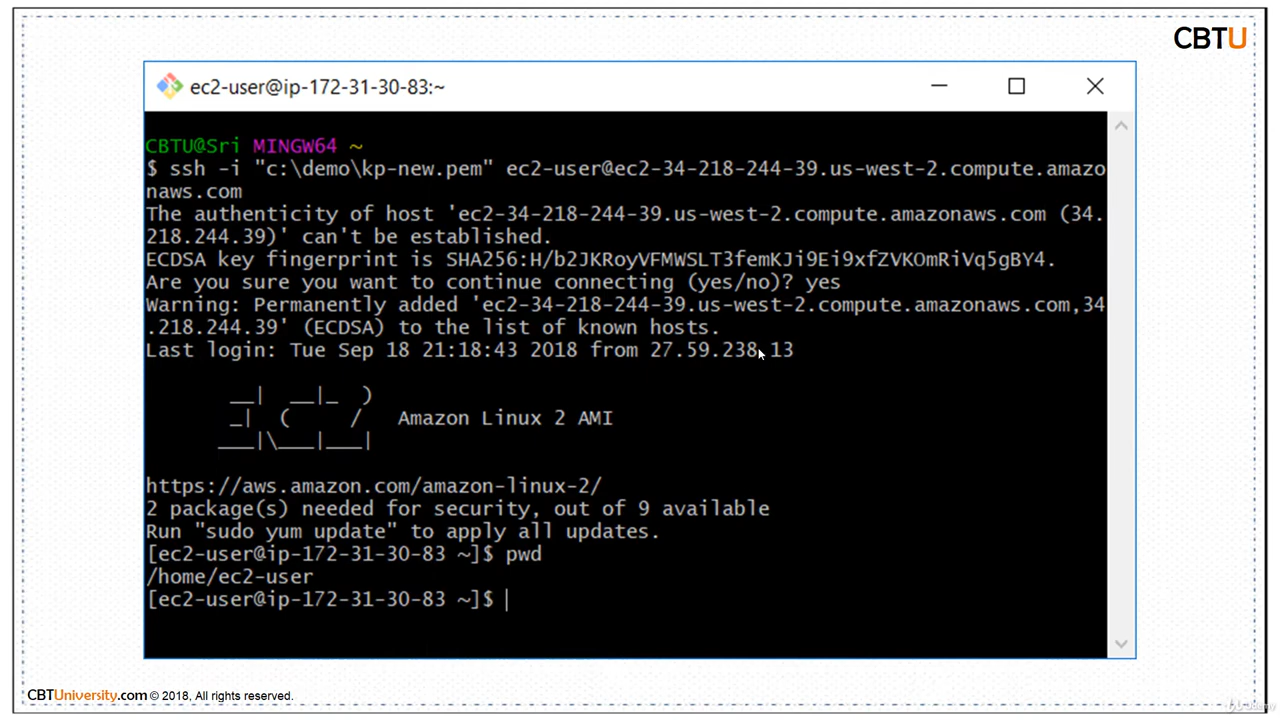 CBTU
ec2-user@ip-172-31-30-83:~
CBTU@Sri MINGW64 ~
$ ssh -i "c:\demo\kp-new.pem" ec2-user@ec2-34-218-244-39.us-west-2.compute.amazo
naws.com
The authenticity of host 'ec2-34-218-244-39.us-west-2.compute.amazonaws.com (34.
218.244.39)' can't be established.
ECDSA key fingerprint is SHA256:H/b2JKRoyVFMWSLT3femKJi9Ei9xfZVKOmRiVq5gBY4.
Are you sure you want to continue connecting (yes/no)? yes
Warning: Permanently added 'ec2-34-218-244-39.us-west-2.compute.amazonaws.com,34
.218.244.39' (ECDSA) to the list of known hosts.
Last login: Tue Sep 18 21:18:43 2018 from 27.59.238.13
       __|  __|_  )
       _|  (     /   Amazon Linux 2 AMI
      ___|\___|___|
https://aws.amazon.com/amazon-linux-2/
2 package(s) needed for security, out of 9 available
Run "sudo yum update" to apply all updates.
[ec2-user@ip-172-31-30-83 ~]$ pwd
/home/ec2-user
[ec2-user@ip-172-31-30-83 ~]$
CBTUniversity.com © 2018, All rights reserved.